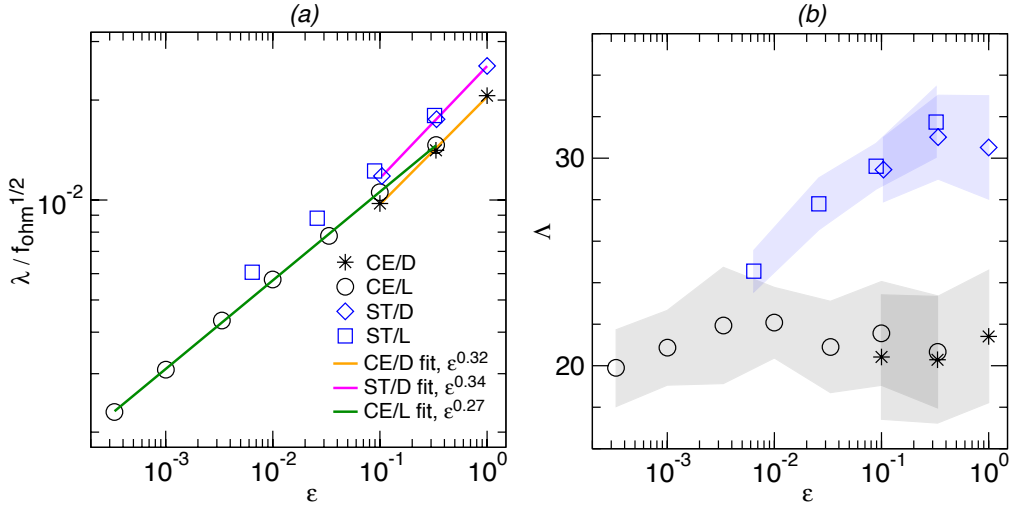 (a)
(b)
λ / f_ohm^1/2
10^-2
CE/D
CE/L
ST/D
ST/L
CE/D fit, ε^0.32
ST/D fit, ε^0.34
CE/L fit, ε^0.27
10^-3 10^-2 10^-1 10^0
ε
Λ
30
20
10^-3 10^-2 10^-1 10^0
ε